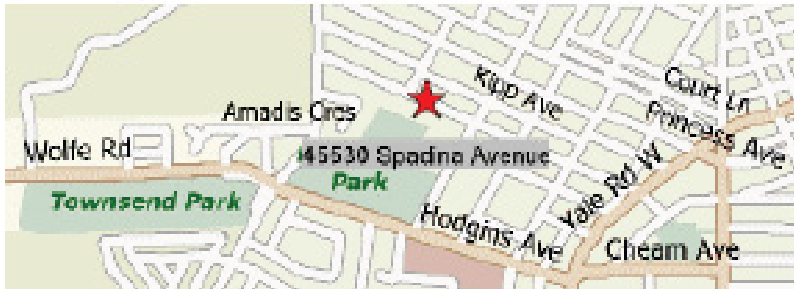 Kipp Ave
Court Ln
Amadis Cres
Princess Ave
Wolfe Rd
45530 Spadina Avenue
Park
Yale Rd W
Townsend Park
Hodgins Ave
Cheam Ave